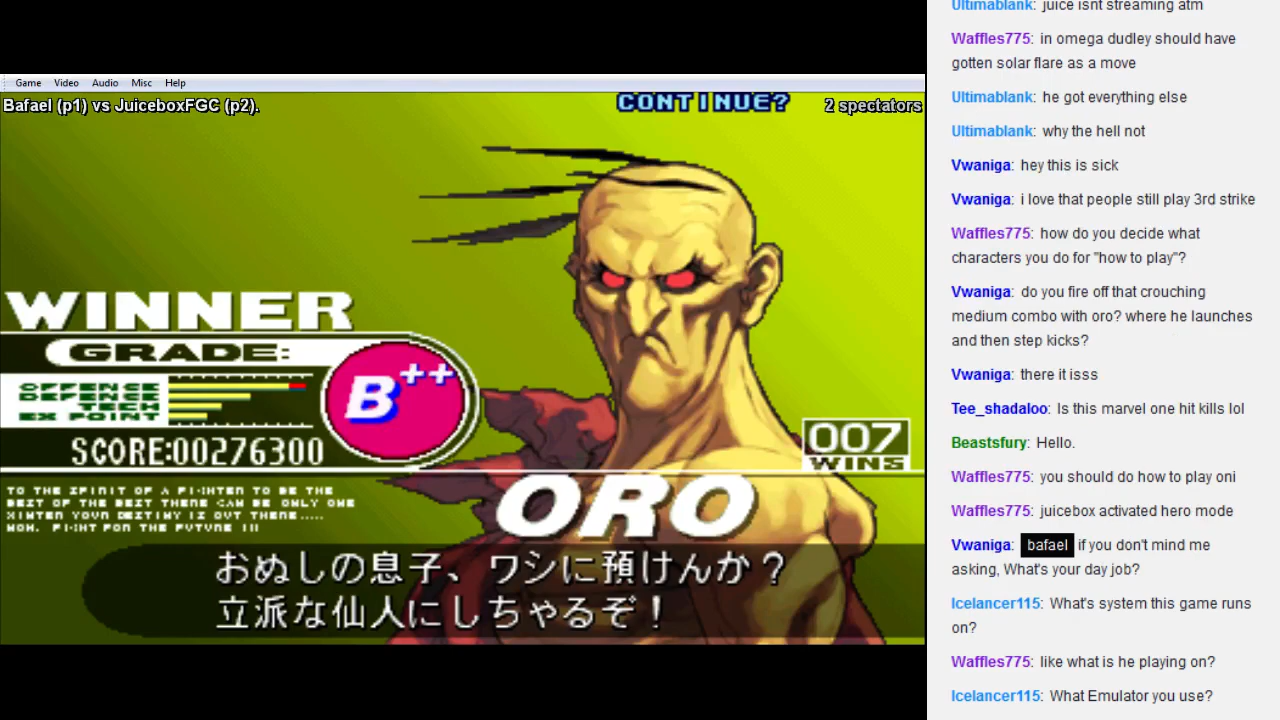 Game Video Audio Misc Help
Bafael (p1) vs JuiceboxFGC (p2).
CONTINUE?
2 spectators
WINNER
GRADE:
B++
OFFENCE
DEFENCE
TECH
EX POINT
SCORE:00276300
007
WINS
TO THE SPIRIT OF A FIGHTER TO BE THE
BEST OF THE BEST THERE CAN BE ONLY ONE
WINTER YOUR DESTINY IS OUT THERE.....
NOW. FIGHT FOR THE FUTURE !!!
ORO
おぬしの息子、ワシに預けんか？
立派な仙人にしちゃるぞ！
Ultimablank: juice isnt streaming atm
Waffles775: in omega dudley should have
gotten solar flare as a move
Ultimablank: he got everything else
Ultimablank: why the hell not
Vwaniga: hey this is sick
Vwaniga: i love that people still play 3rd strike
Waffles775: how do you decide what
characters you do for "how to play"?
Vwaniga: do you fire off that crouching
medium combo with oro? where he launches
and then step kicks?
Vwaniga: there it isss
Tee_shadaloo: Is this marvel one hit kills lol
Beastsfury: Hello.
Waffles775: you should do how to play oni
Waffles775: juicebox activated hero mode
Vwaniga: bafael if you don't mind me
asking, What's your day job?
Icelancer115: What's system this game runs
on?
Waffles775: like what is he playing on?
Icelancer115: What Emulator you use?